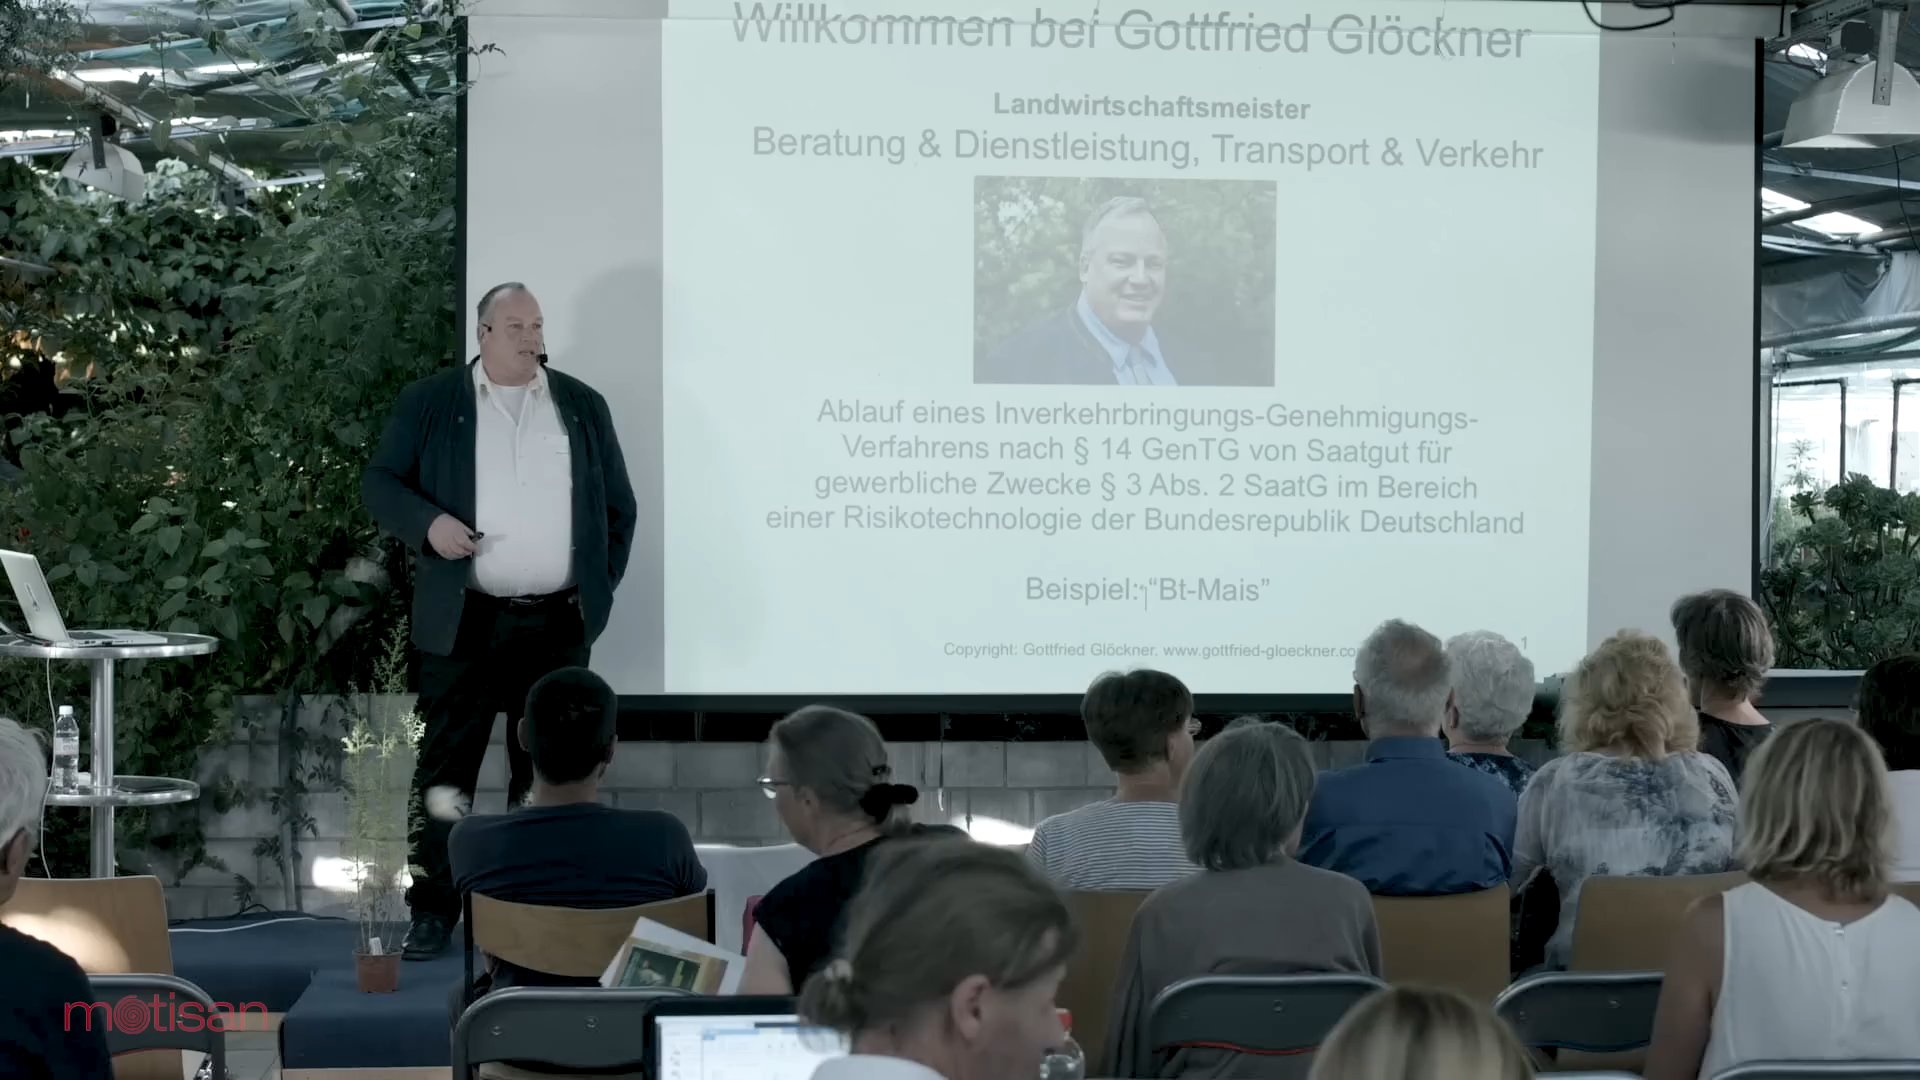 Willkommen bei Gottfried Glöckner
Landwirtschaftsmeister
Beratung & Dienstleistung, Transport & Verkehr
Ablauf eines Inverkehrbringungs-Genehmigungs-
Verfahrens nach § 14 GenTG von Saatgut für
gewerbliche Zwecke § 3 Abs. 2 SaatG im Bereich
einer Risikotechnologie der Bundesrepublik Deutschland
Beispiel: “Bt-Mais”
Copyright: Gottfried Glöckner. www.gottfried-gloeckner.co
1
motisan